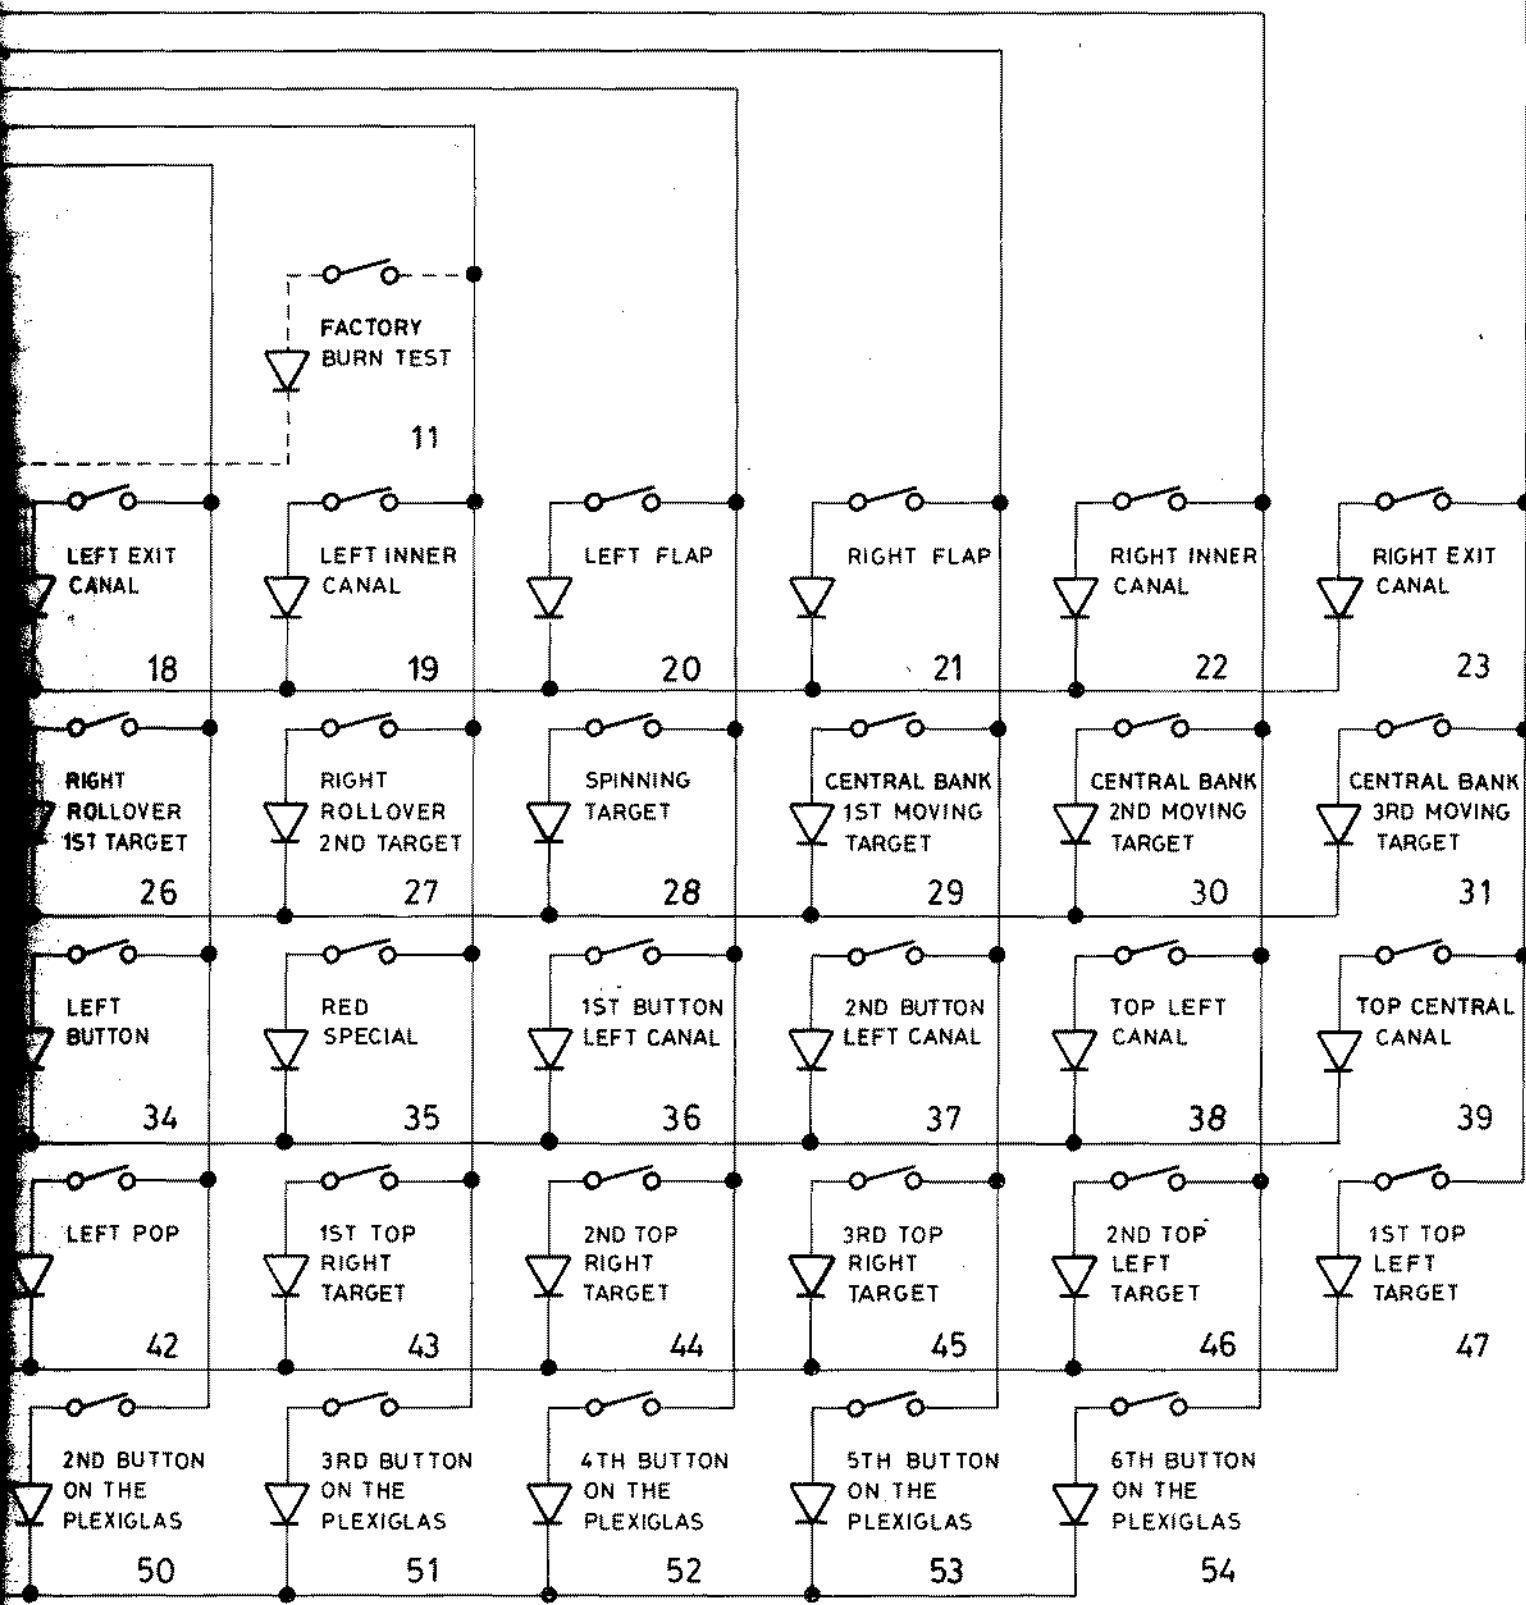 FACTORY
BURN TEST
11
LEFT EXIT
CANAL
18
LEFT INNER
CANAL
19
LEFT FLAP
20
RIGHT FLAP
21
RIGHT INNER
CANAL
22
RIGHT EXIT
CANAL
23
RIGHT
ROLLOVER
1ST TARGET
26
RIGHT
ROLLOVER
2ND TARGET
27
SPINNING
TARGET
28
CENTRAL BANK
1ST MOVING
TARGET
29
CENTRAL BANK
2ND MOVING
TARGET
30
CENTRAL BANK
3RD MOVING
TARGET
31
LEFT
BUTTON
34
RED
SPECIAL
35
1ST BUTTON
LEFT CANAL
36
2ND BUTTON
LEFT CANAL
37
TOP LEFT
CANAL
38
TOP CENTRAL
CANAL
39
LEFT POP
42
1ST TOP
RIGHT
TARGET
43
2ND TOP
RIGHT
TARGET
44
3RD TOP
RIGHT
TARGET
45
2ND TOP
LEFT
TARGET
46
1ST TOP
LEFT
TARGET
47
2ND BUTTON
ON THE
PLEXIGLAS
50
3RD BUTTON
ON THE
PLEXIGLAS
51
4TH BUTTON
ON THE
PLEXIGLAS
52
5TH BUTTON
ON THE
PLEXIGLAS
53
6TH BUTTON
ON THE
PLEXIGLAS
54